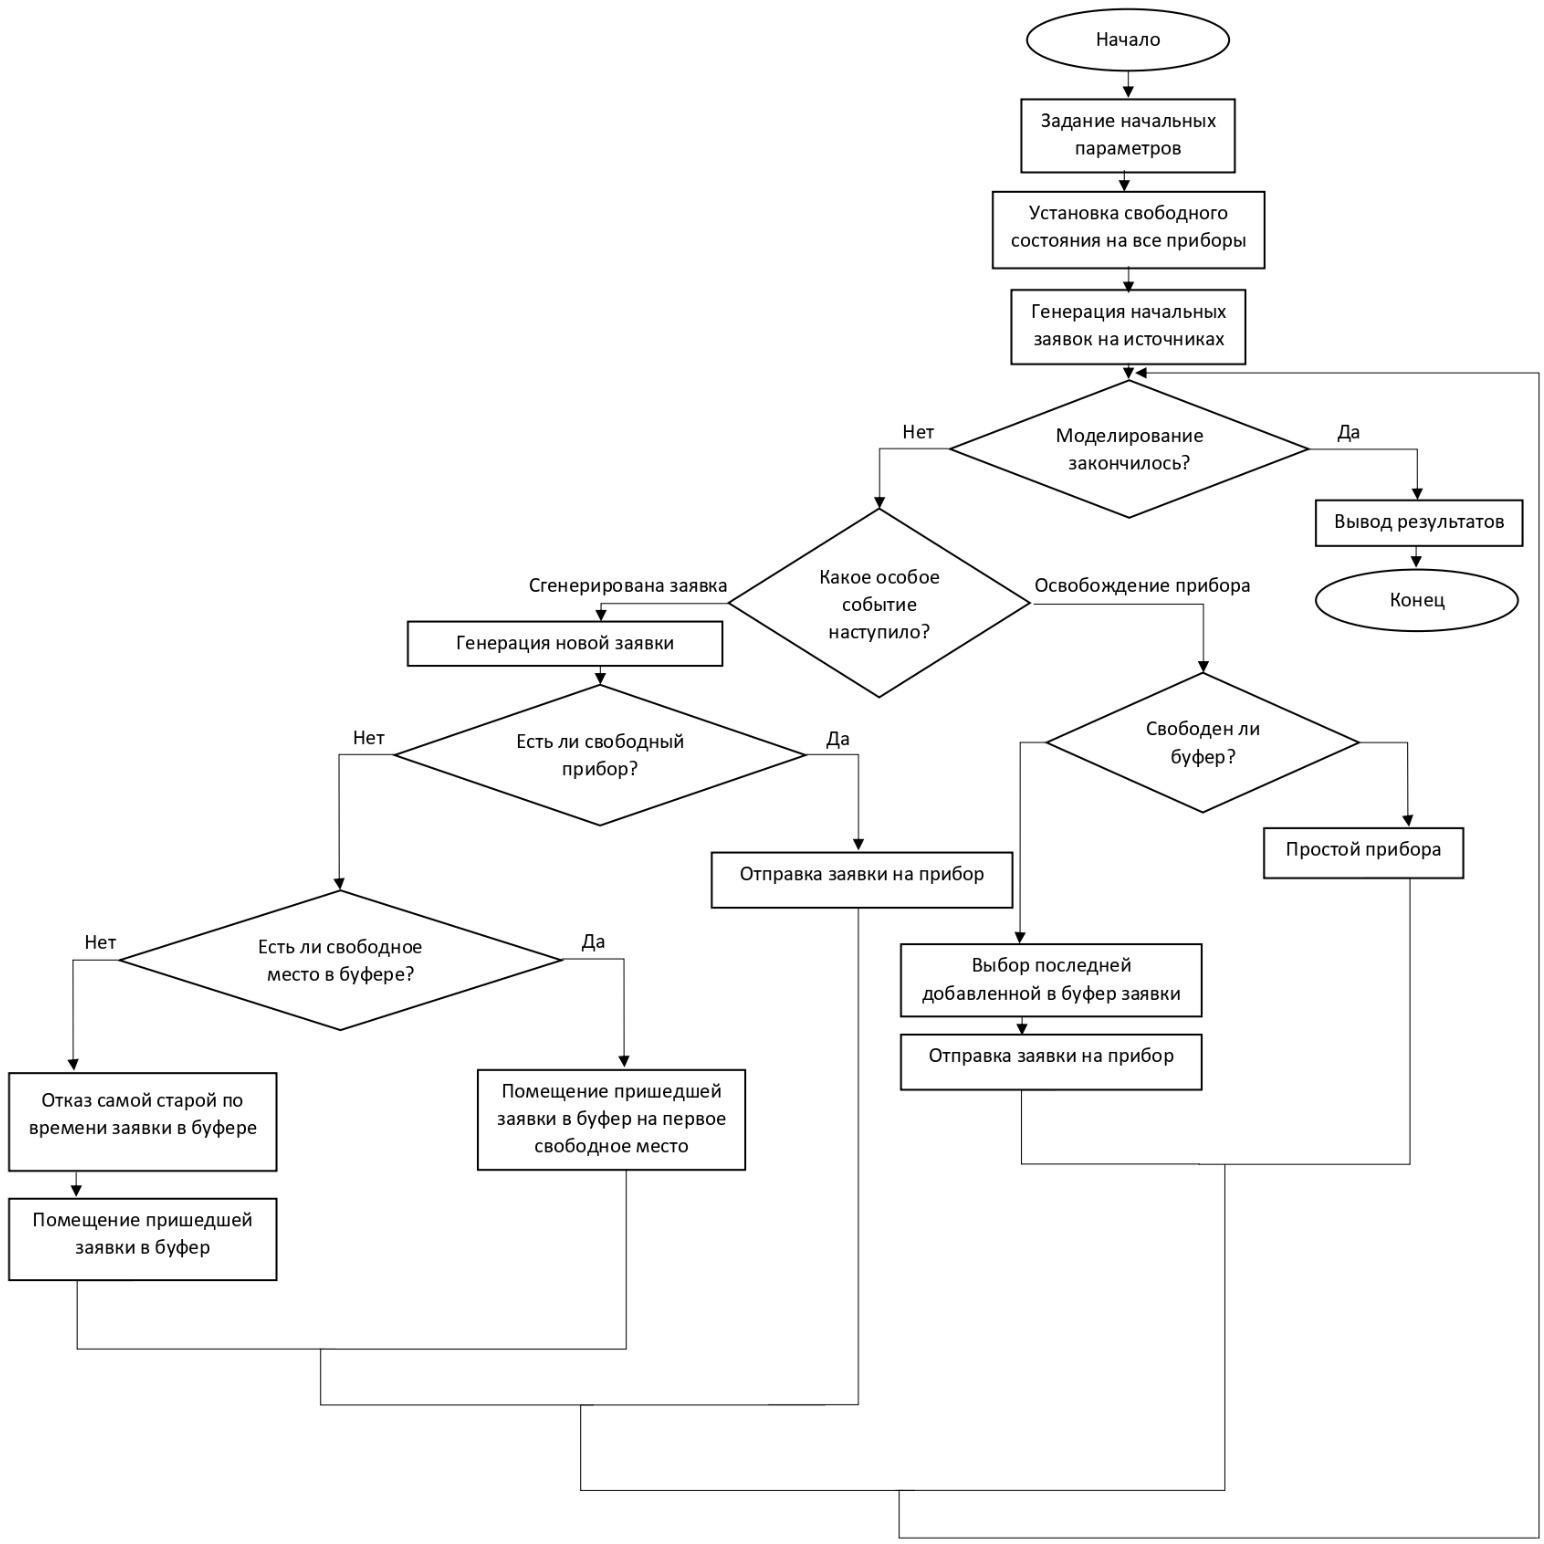 Начало
Задание начальных
параметров
Установка свободного
состояния на все приборы
Генерация начальных
заявок на источниках
Моделирование
закончилось?
Нет
Да
Вывод результатов
Конец
Какое особое
событие
наступило?
Сгенерирована заявка
Освобождение прибора
Генерация новой заявки
Есть ли свободный
прибор?
Нет
Да
Свободен ли
буфер?
Простой прибора
Отправка заявки на прибор
Есть ли свободное
место в буфере?
Нет
Да
Выбор последней
добавленной в буфер заявки
Отправка заявки на прибор
Отказ самой старой по
времени заявки в буфере
Помещение пришедшей
заявки в буфер на первое
свободное место
Помещение пришедшей
заявки в буфер